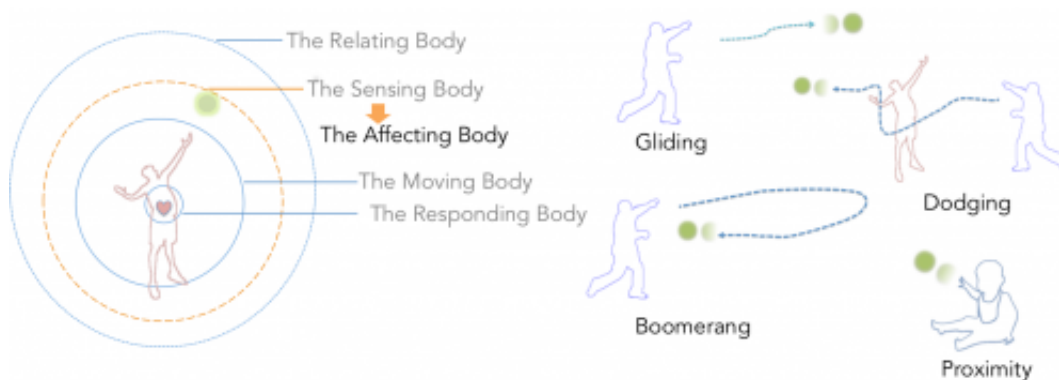 The Relating Body
The Sensing Body
The Affecting Body
The Moving Body
The Responding Body
Gliding
Dodging
Boomerang
Proximity